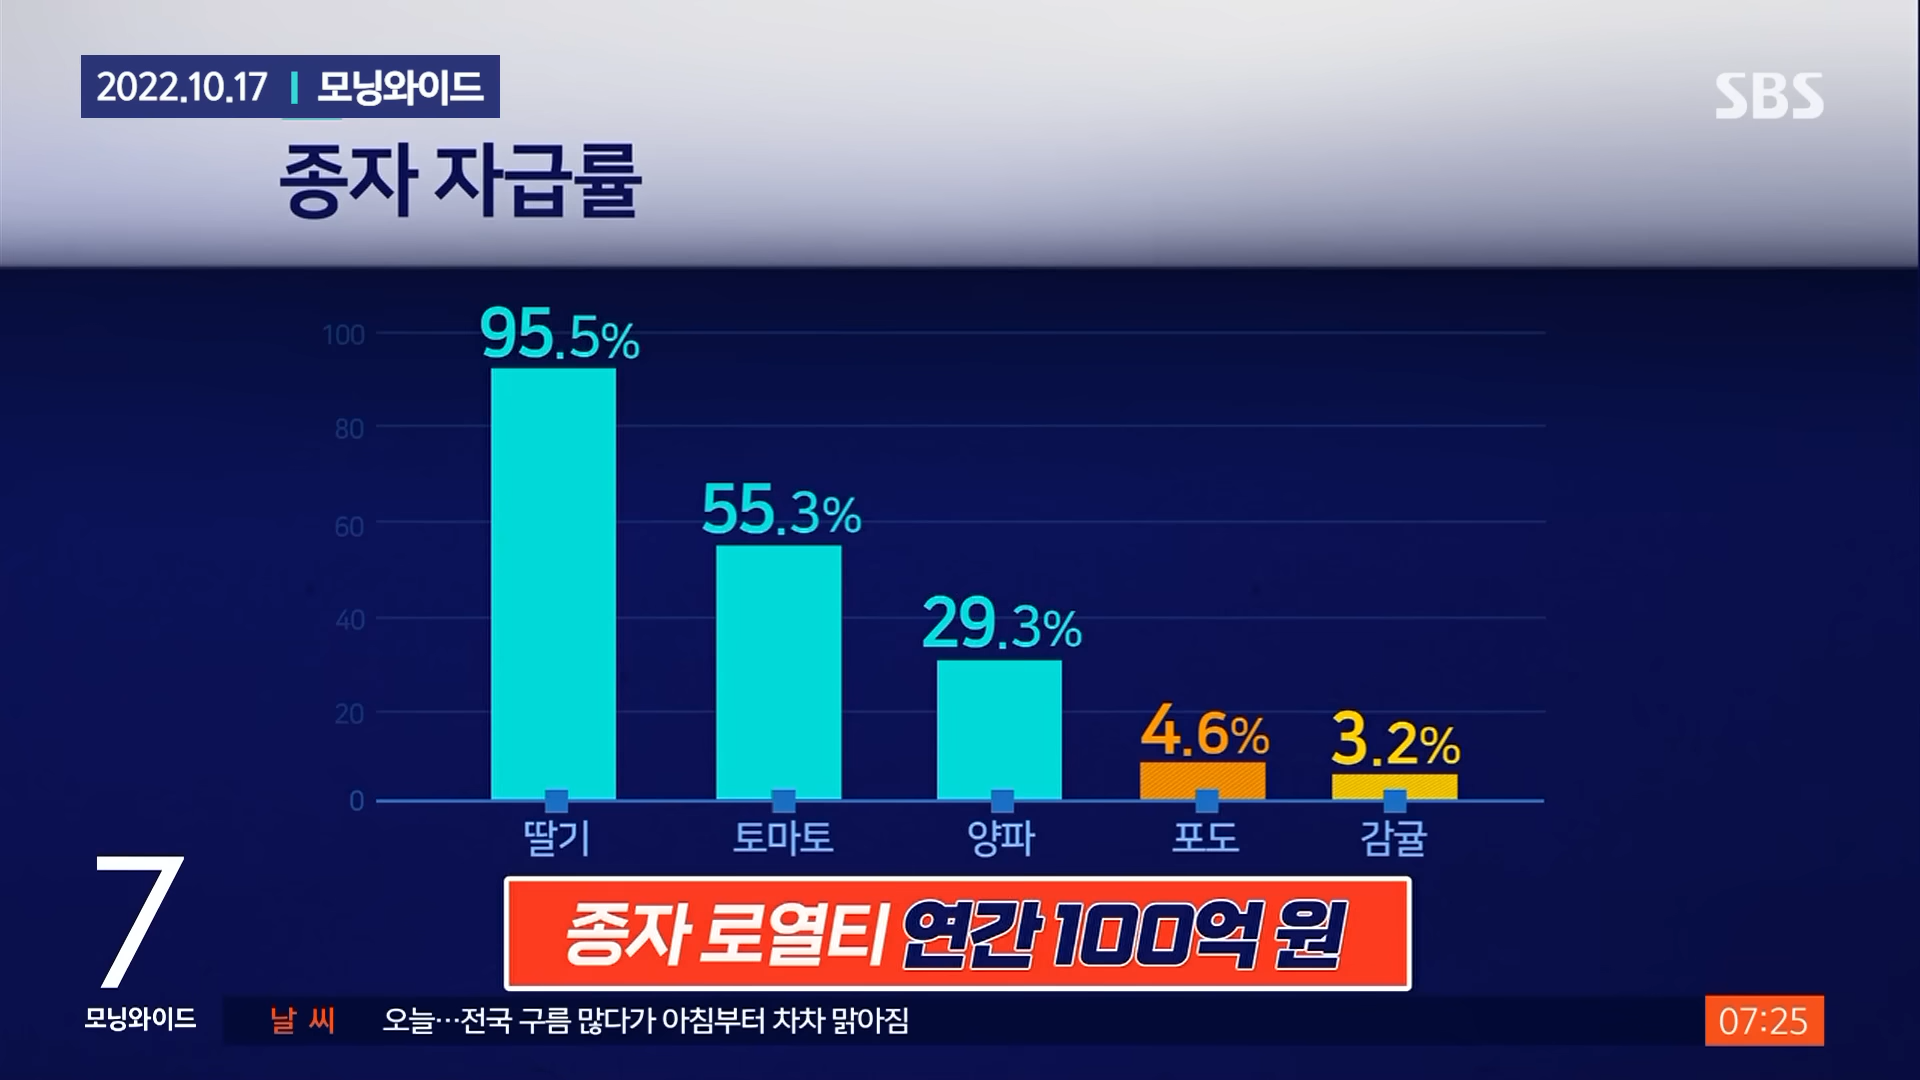 2022.10.17 | 모닝와이드
SBS
종자 자급률
100
80
60
40
20
0
95.5%
55.3%
29.3%
4.6%
3.2%
딸기
토마토
양파
포도
감귤
종자 로열티 연간 100억 원
7
모닝와이드
날씨 오늘…전국 구름 많다가 아침부터 차차 맑아짐
07:25